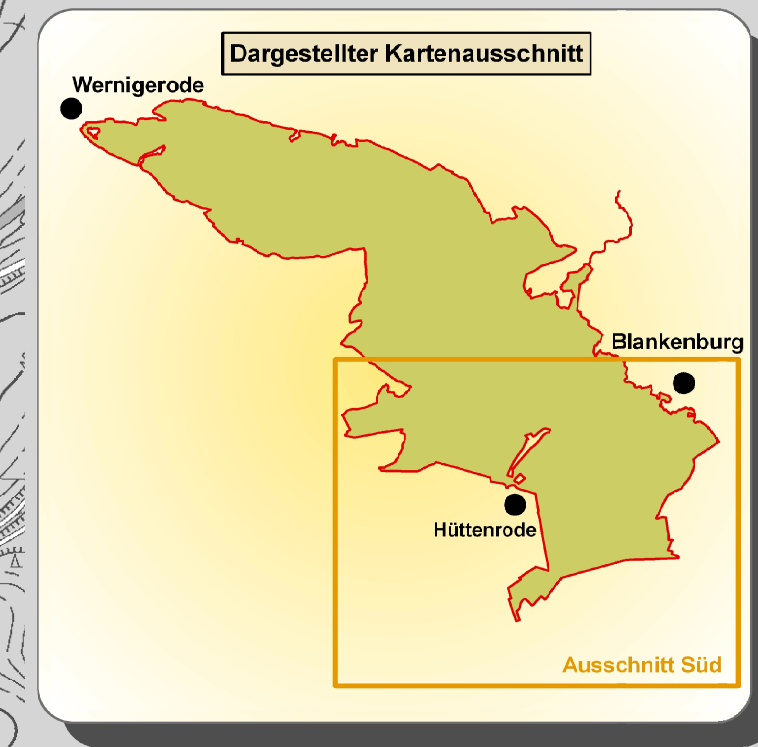 Dargestellter Kartenausschnitt
Wernigerode
Blankenburg
Hüttenrode
Ausschnitt Süd